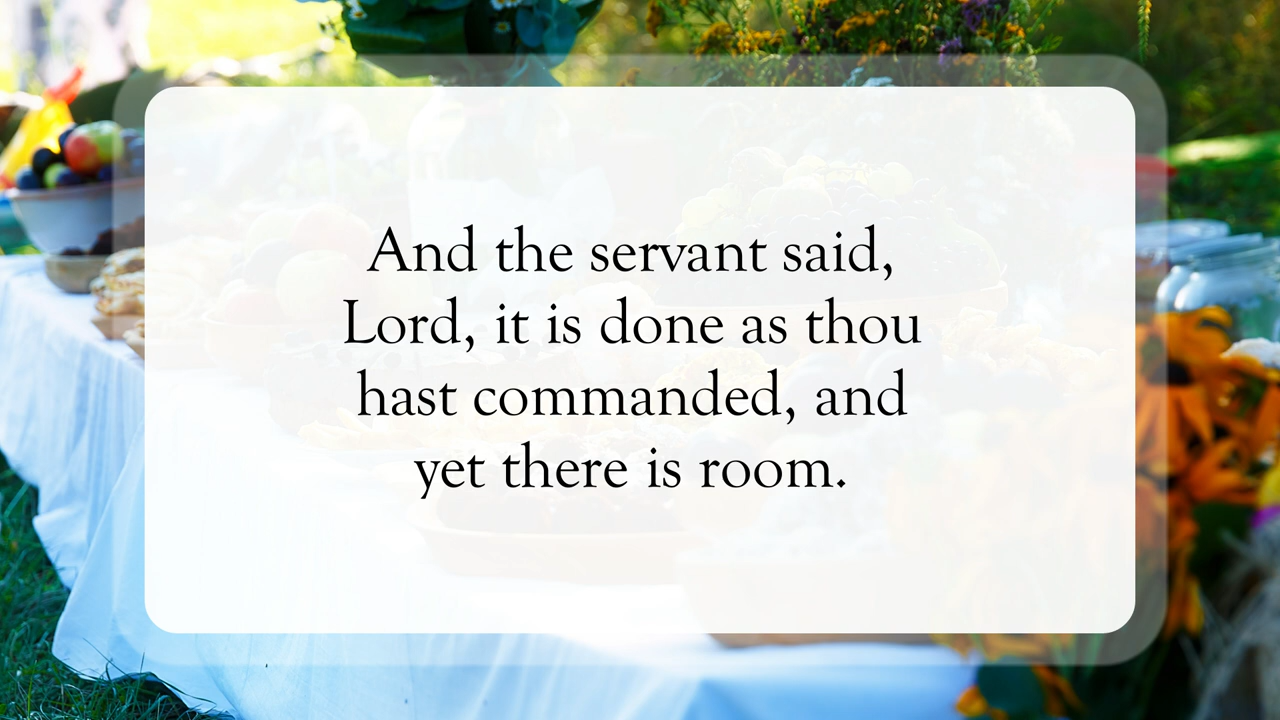 And the servant said,
Lord, it is done as thou
hast commanded, and
yet there is room.